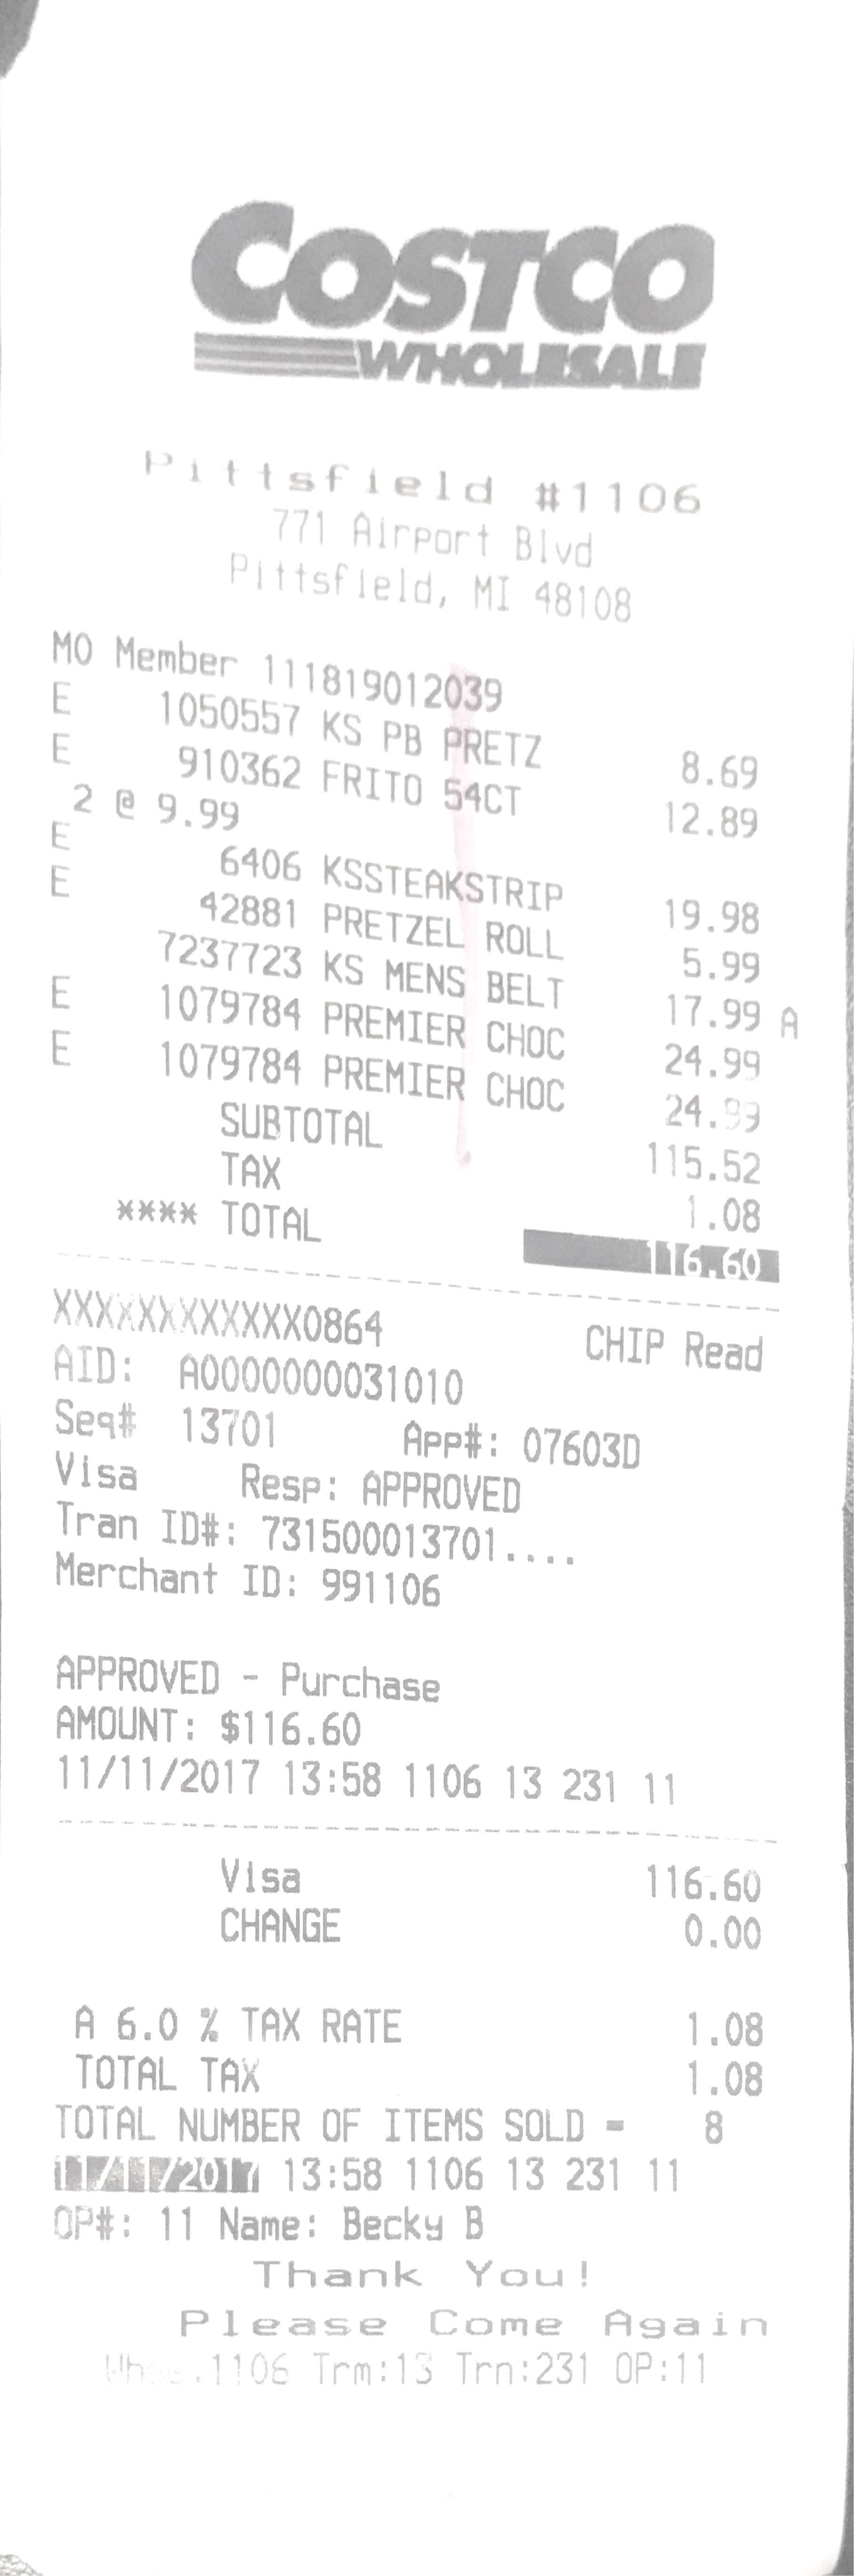 COSTCO
WHOLESALE
Pittsfield #1106
771 Airport Blvd
Pittsfield, MI 48108
MO Member 111819012039
E 1050557 KS PB PRETZ 8.69
E 910362 FRITO 54CT 12.89
2 @ 9.99
E 6406 KSSTEAKSTRIP 19.98
E 42881 PRETZEL ROLL 5.99
7237723 KS MENS BELT 17.99 A
E 1079784 PREMIER CHOC 24.99
E 1079784 PREMIER CHOC 24.99
SUBTOTAL 115.52
TAX 1.08
**** TOTAL 116.60
XXXXXXXXXXXX0864 CHIP Read
AID: A0000000031010
Seq# 13701 App#: 07603D
Visa Resp: APPROVED
Tran ID#: 731500013701....
Merchant ID: 991106
APPROVED - Purchase
AMOUNT: $116.60
11/11/2017 13:58 1106 13 231 11
Visa 116.60
CHANGE 0.00
A 6.0 % TAX RATE 1.08
TOTAL TAX 1.08
TOTAL NUMBER OF ITEMS SOLD = 8
11/11/2017 13:58 1106 13 231 11
OP#: 11 Name: Becky B
Thank You!
Please Come Again
1106 Trm:13 Trn:231 OP:11